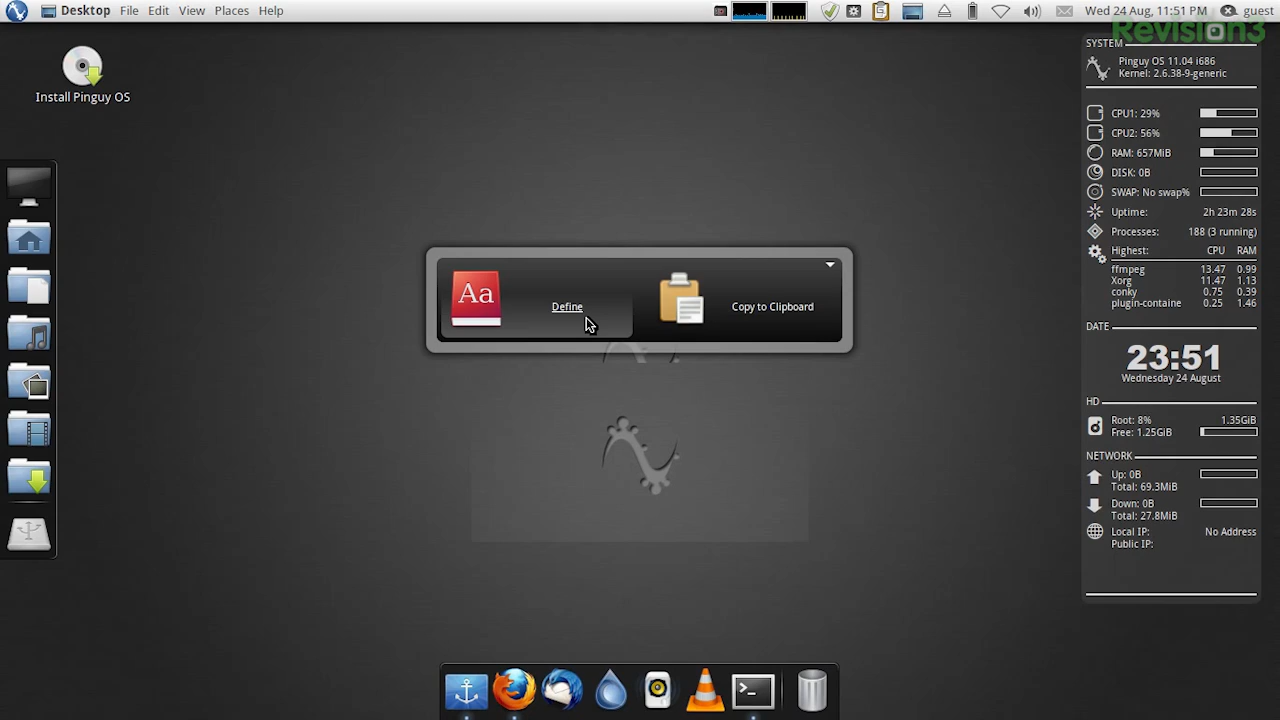 Desktop File Edit View Places Help
Wed 24 Aug, 11:51 PM guest
Revision3
Install Pinguy OS
Aa
Define
Copy to Clipboard
SYSTEM
Pinguy OS 11.04 i686
Kernel: 2.6.38-9-generic
CPU1: 29%
CPU2: 56%
RAM: 657MiB
DISK: 0B
SWAP: No swap%
Uptime: 2h 23m 28s
Processes: 188 (3 running)
Highest: CPU RAM
ffmpeg 13.47 0.99
Xorg 11.47 1.13
conky 0.75 0.39
plugin-containe 0.25 1.46
DATE
23:51
Wednesday 24 August
HD
Root: 8% 1.35GiB
Free: 1.25GiB
NETWORK
Up: 0B
Total: 69.3MiB
Down: 0B
Total: 27.8MiB
Local IP: No Address
Public IP: